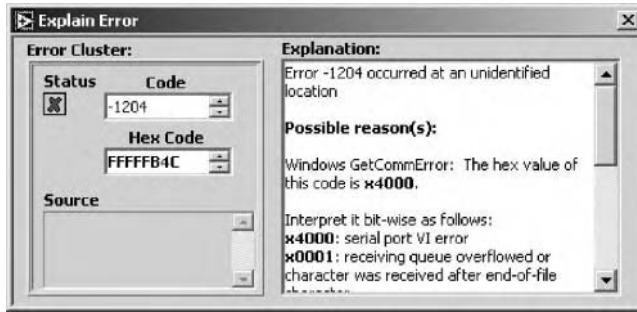 Explain Error
Error Cluster:
Status
Code
-1204
Hex Code
FFFFFB4C
Source
Explanation:
Error -1204 occurred at an unidentified
location
Possible reason(s):
Windows GetCommError: The hex value of
this code is x4000.
Interpret it bit-wise as follows:
x4000: serial port VI error
x0001: receiving queue overflowed or
character was received after end-of-file